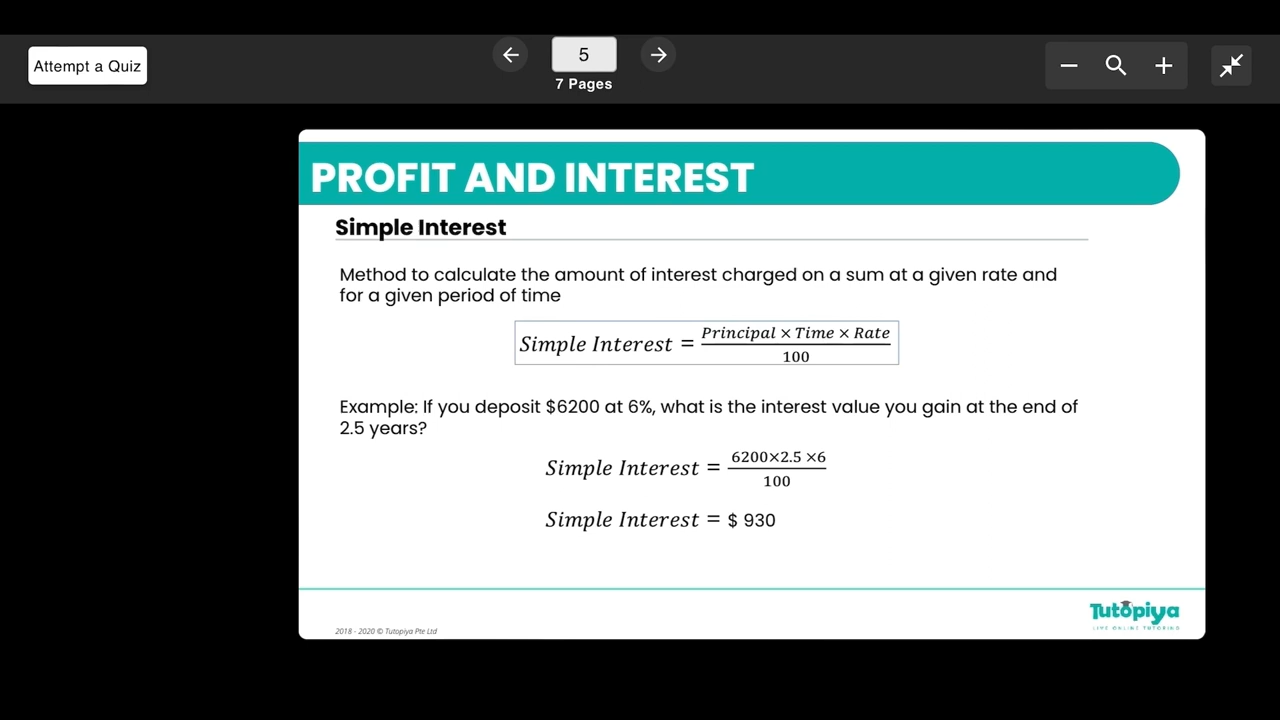 Attempt a Quiz
5
7 Pages
PROFIT AND INTEREST
Simple Interest
Method to calculate the amount of interest charged on a sum at a given rate and
for a given period of time
Simple Interest = Principal × Time × Rate / 100
Example: If you deposit $6200 at 6%, what is the interest value you gain at the end of
2.5 years?
Simple Interest = 6200×2.5 ×6 / 100
Simple Interest = $ 930
Tutopiya
LIVE ONLINE TUTORING
2018 - 2020 © Tutopiya Pte Ltd